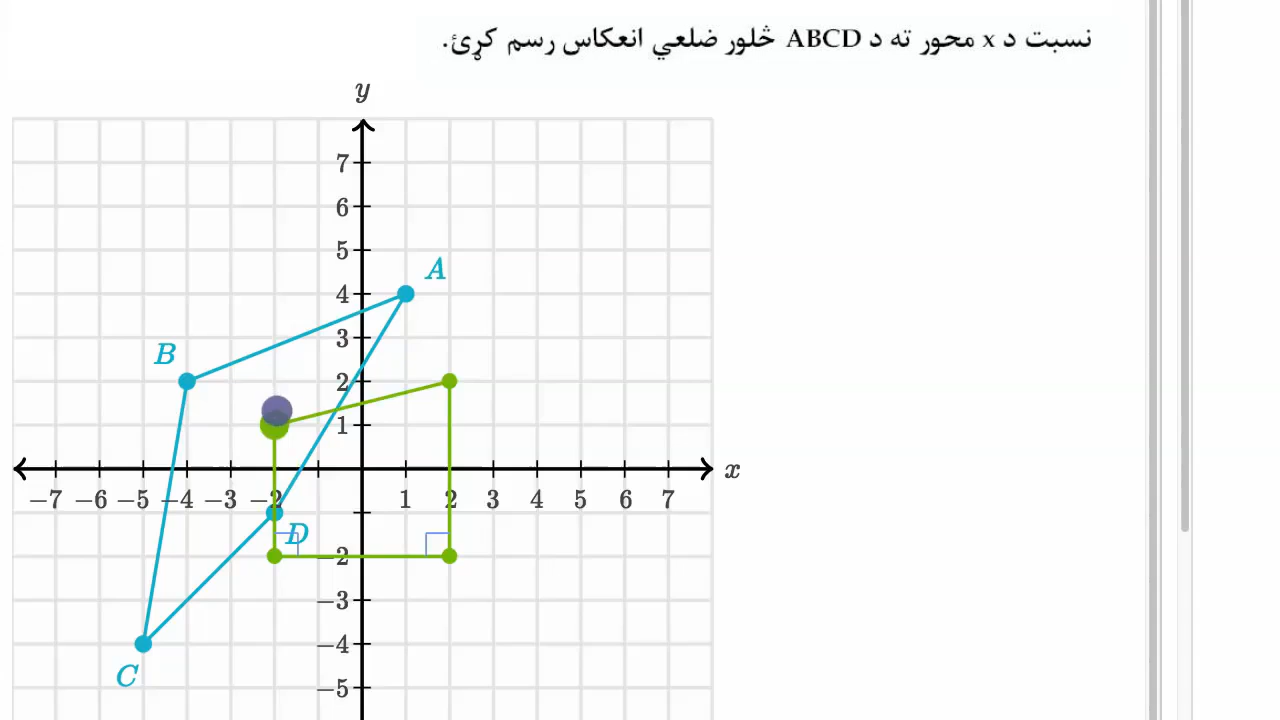 نسبت د x محور ته د ABCD څلور ضلعي انعکاس رسم کړئ.
y
7
6
5
A
4
3
B
2
1
x
−7 −6 −5 −4 −3 −2 1 2 3 4 5 6 7
D
−2
−3
−4
C
−5